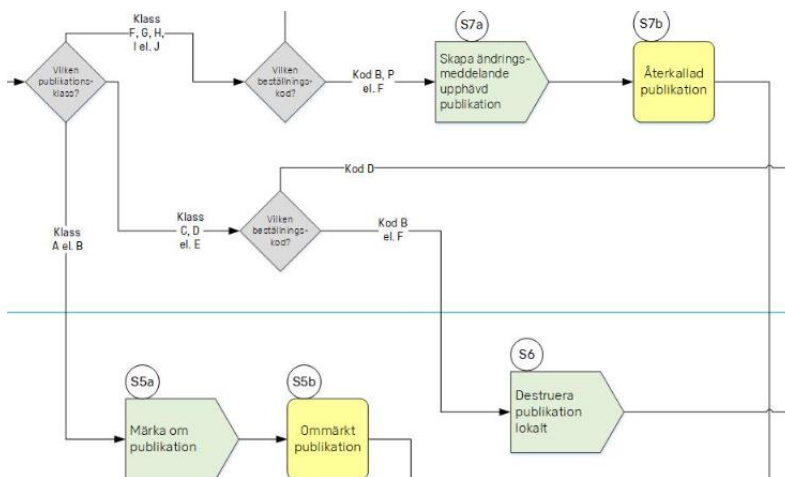 Klass
F, G, H,
I el. J
S7a
S7b
Vilken
publikations-
klass?
Vilken
beställnings-
kod?
Kod B, P
el. F
Skapa ändrings-
meddelande
upphävd
publikation
Återkallad
publikation
Kod D
Klass
A el. B
Klass
C, D
el. E
Vilken
beställnings-
kod?
Kod B
el. F
S5a
S5b
S6
Märka om
publikation
Ommärkt
publikation
Destruera
publikation
lokalt